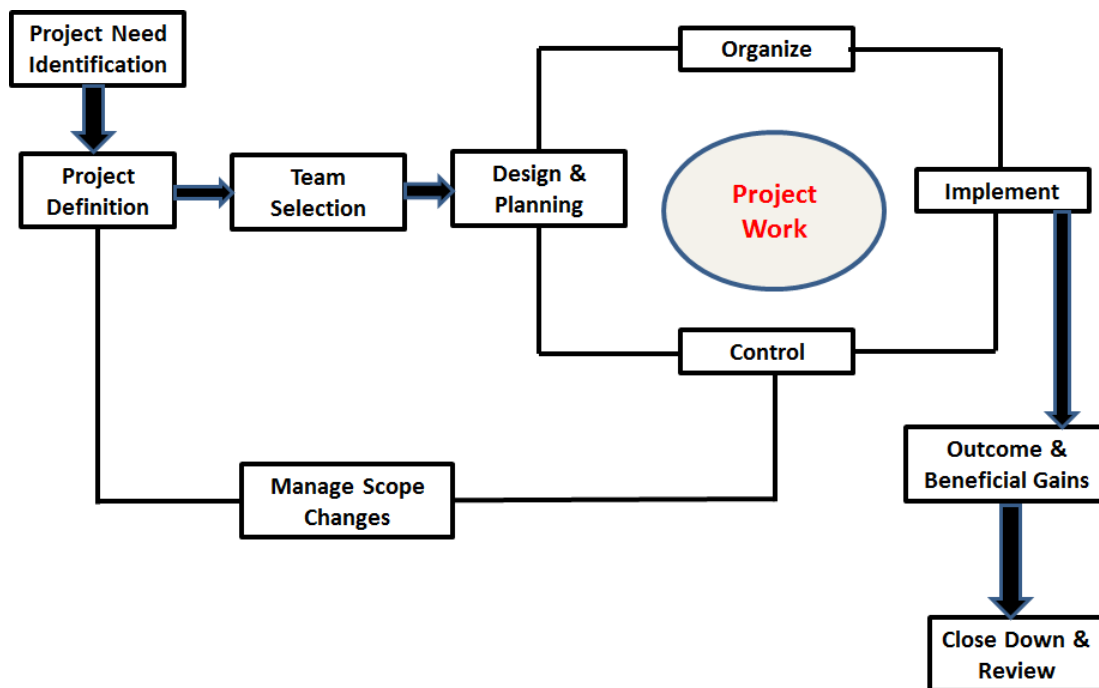 Project Need
Identification
Organize
Project
Definition
Team
Selection
Design &
Planning
Project
Work
Implement
Control
Outcome &
Beneficial Gains
Manage Scope
Changes
Close Down &
Review